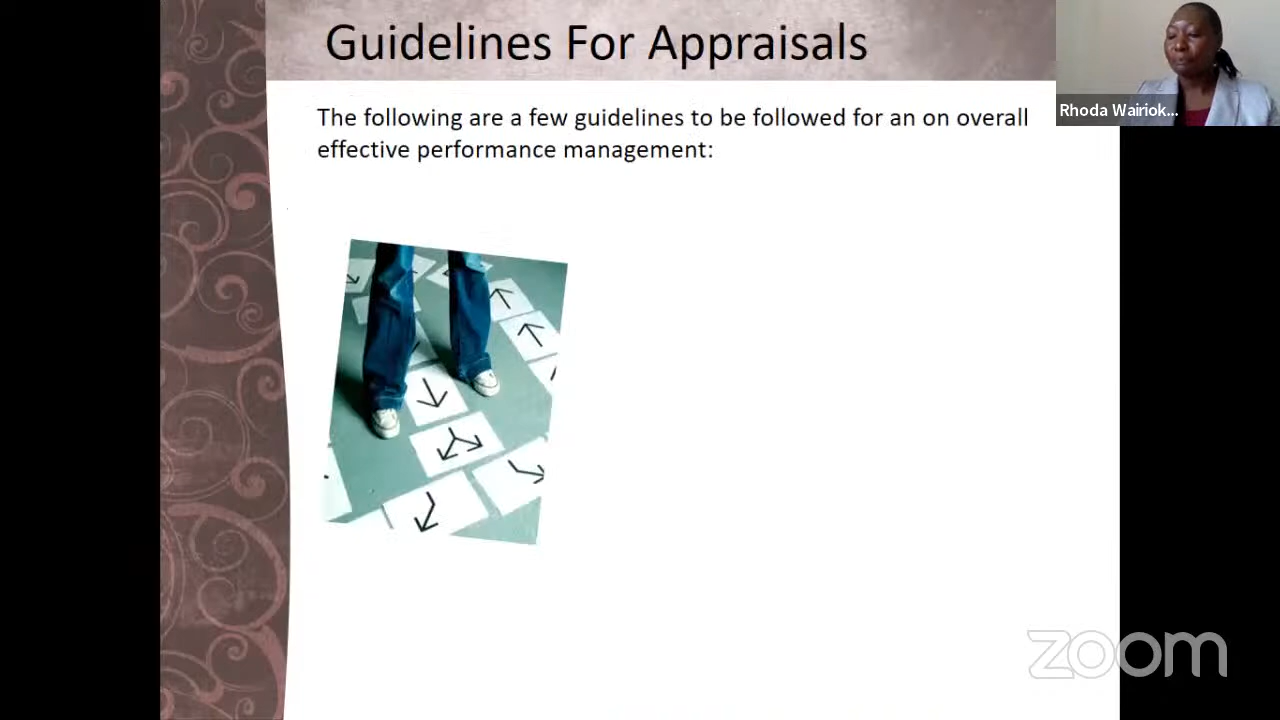 Guidelines For Appraisals
Rhoda Wairiok...
The following are a few guidelines to be followed for an on overall
effective performance management:
zoom